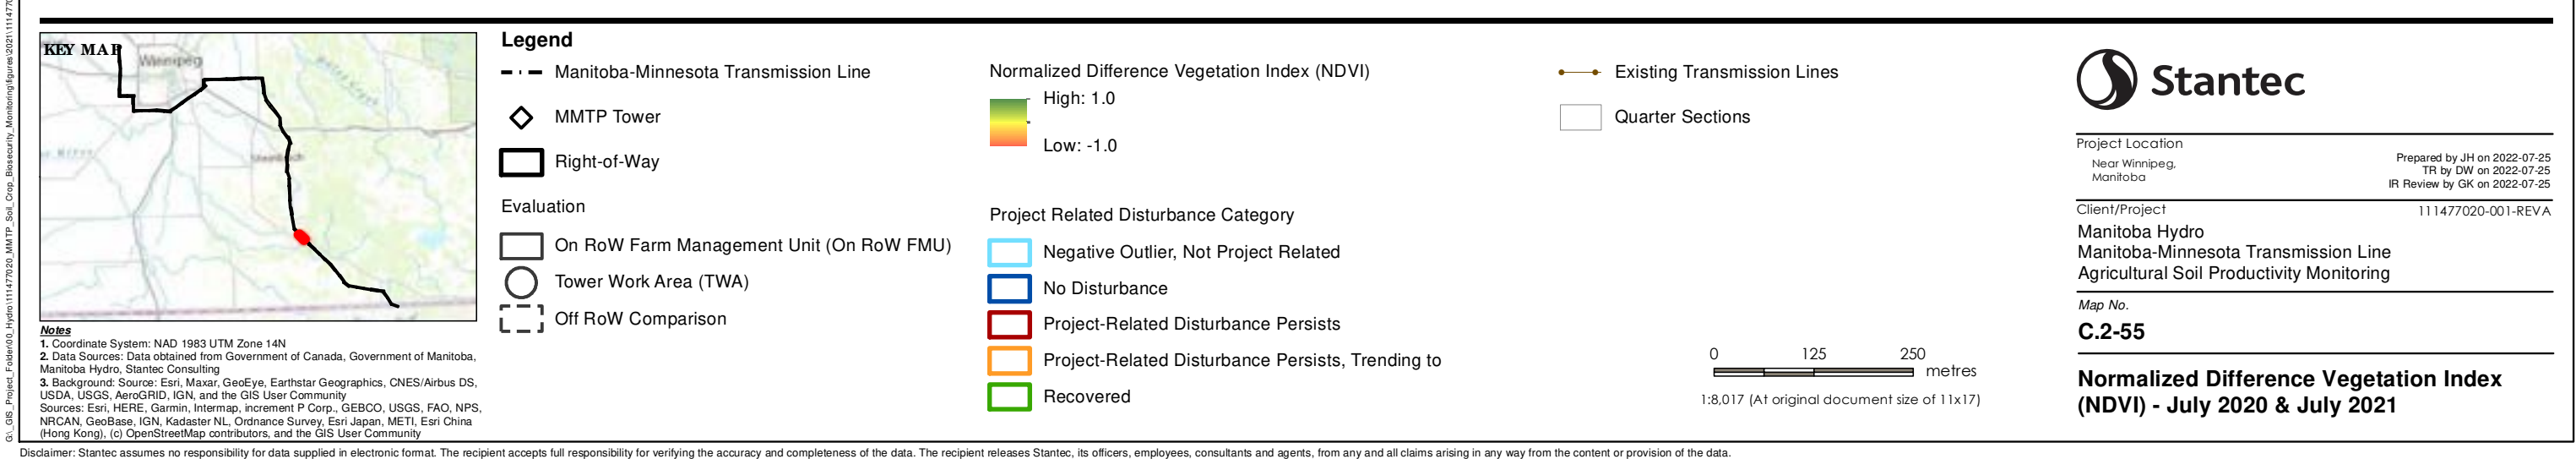 KEY MAP
Winnipeg
Steinbach
Notes
1. Coordinate System: NAD 1983 UTM Zone 14N
2. Data Sources: Data obtained from Government of Canada, Government of Manitoba,
Manitoba Hydro, Stantec Consulting
3. Background: Source: Esri, Maxar, GeoEye, Earthstar Geographics, CNES/Airbus DS,
USDA, USGS, AeroGRID, IGN, and the GIS User Community
Sources: Esri, HERE, Garmin, Intermap, increment P Corp., GEBCO, USGS, FAO, NPS,
NRCAN, GeoBase, IGN, Kadaster NL, Ordnance Survey, Esri Japan, METI, Esri China
(Hong Kong), (c) OpenStreetMap contributors, and the GIS User Community
Legend
Manitoba-Minnesota Transmission Line
MMTP Tower
Right-of-Way
Evaluation
On RoW Farm Management Unit (On RoW FMU)
Tower Work Area (TWA)
Off RoW Comparison
Normalized Difference Vegetation Index (NDVI)
High: 1.0
Low: -1.0
Project Related Disturbance Category
Negative Outlier, Not Project Related
No Disturbance
Project-Related Disturbance Persists
Project-Related Disturbance Persists, Trending to
Recovered
Existing Transmission Lines
Quarter Sections
0 125 250
metres
1:8,017 (At original document size of 11x17)
Stantec
Project Location
Near Winnipeg,
Manitoba
Prepared by JH on 2022-07-25
TR by DW on 2022-07-25
IR Review by GK on 2022-07-25
Client/Project 111477020-001-REVA
Manitoba Hydro
Manitoba-Minnesota Transmission Line
Agricultural Soil Productivity Monitoring
Map No.
C.2-55
Normalized Difference Vegetation Index
(NDVI) - July 2020 & July 2021
Disclaimer: Stantec assumes no responsibility for data supplied in electronic format. The recipient accepts full responsibility for verifying the accuracy and completeness of the data. The recipient releases Stantec, its officers, employees, consultants and agents, from any and all claims arising in any way from the content or provision of the data.